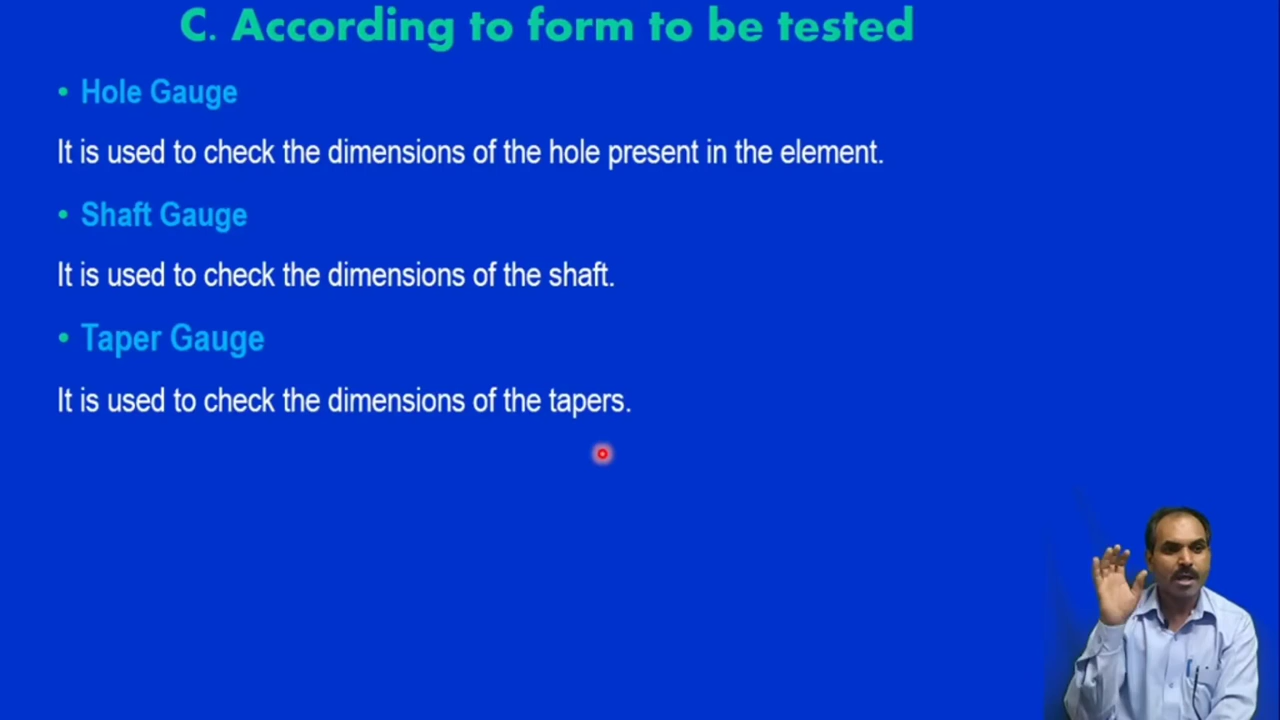 C. According to form to be tested
• Hole Gauge
It is used to check the dimensions of the hole present in the element.
• Shaft Gauge
It is used to check the dimensions of the shaft.
• Taper Gauge
It is used to check the dimensions of the tapers.